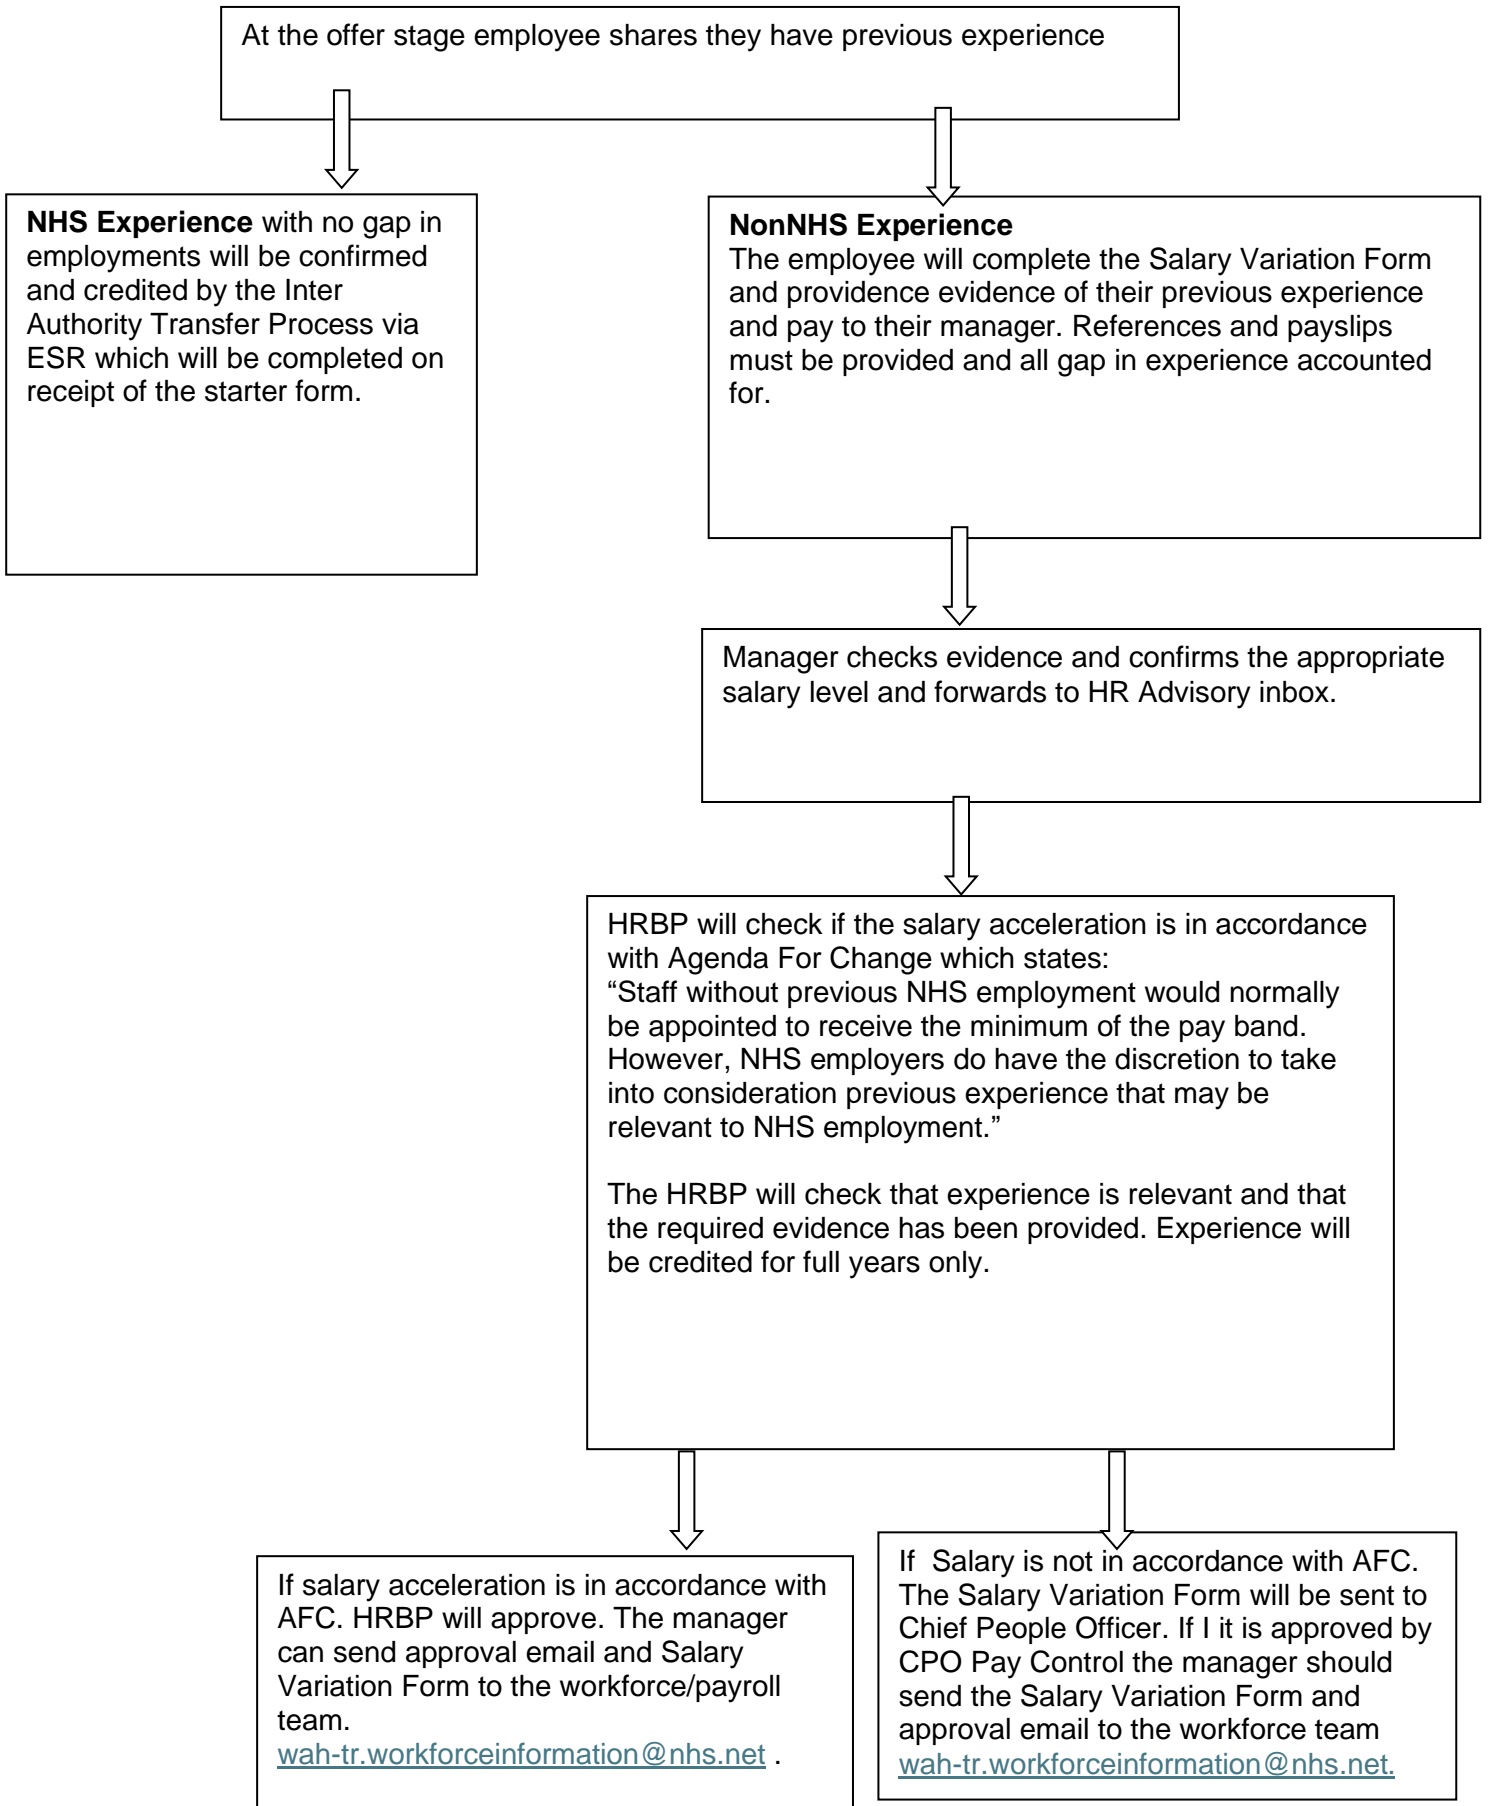 At the offer stage employee shares they have previous experience
NHS Experience with no gap in
employments will be confirmed
and credited by the Inter
Authority Transfer Process via
ESR which will be completed on
receipt of the starter form.
NonNHS Experience
The employee will complete the Salary Variation Form
and providence evidence of their previous experience
and pay to their manager. References and payslips
must be provided and all gap in experience accounted
for.
Manager checks evidence and confirms the appropriate
salary level and forwards to HR Advisory inbox.
HRBP will check if the salary acceleration is in accordance
with Agenda For Change which states:
“Staff without previous NHS employment would normally
be appointed to receive the minimum of the pay band.
However, NHS employers do have the discretion to take
into consideration previous experience that may be
relevant to NHS employment.”
The HRBP will check that experience is relevant and that
the required evidence has been provided. Experience will
be credited for full years only.
If salary acceleration is in accordance with
AFC. HRBP will approve. The manager
can send approval email and Salary
Variation Form to the workforce/payroll
team.
wah-tr.workforceinformation@nhs.net .
If  Salary is not in accordance with AFC.
The Salary Variation Form will be sent to
Chief People Officer. If I it is approved by
CPO Pay Control the manager should
send the Salary Variation Form and
approval email to the workforce team
wah-tr.workforceinformation@nhs.net.